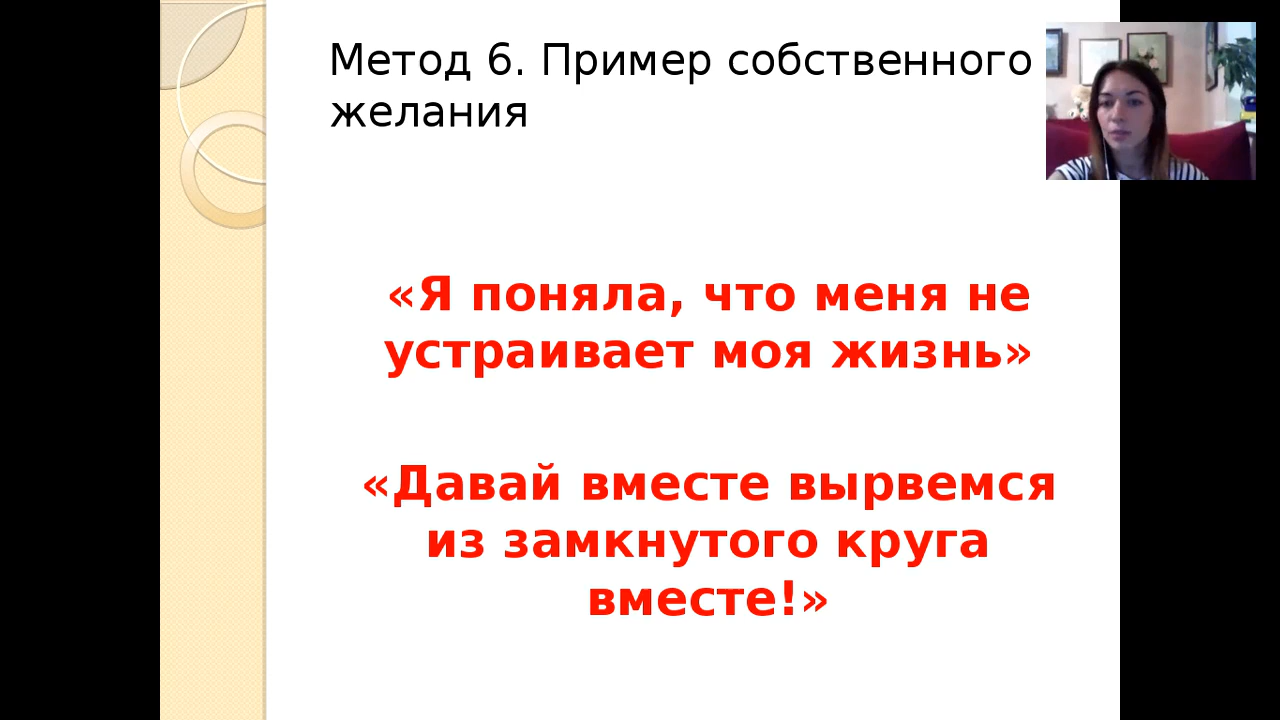 Метод 6. Пример собственного
желания
«Я поняла, что меня не
устраивает моя жизнь»
«Давай вместе вырвемся
из замкнутого круга
вместе!»